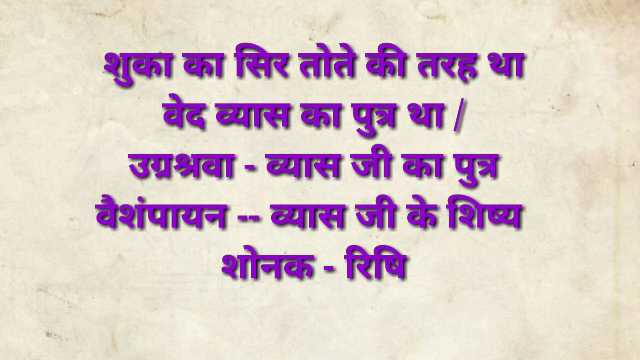 शुका का सिर तोते की तरह था
वेद व्यास का पुत्र था /
उग्रश्रवा - व्यास जी का पुत्र
वैशंपायन -- व्यास जी के शिष्य
शोनक - रिषि